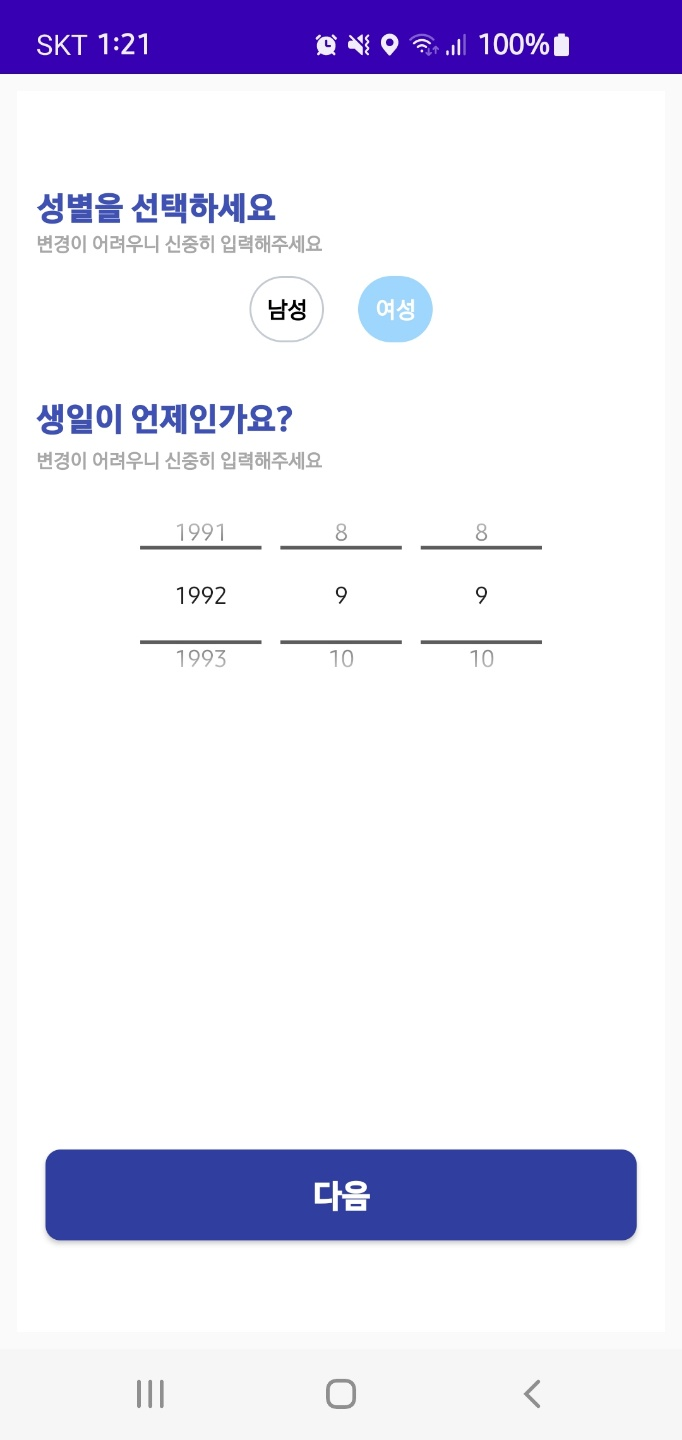 SKT 1:21 100%
성별을 선택하세요
변경이 어려우니 신중히 입력해주세요
남성 여성
생일이 언제인가요?
변경이 어려우니 신중히 입력해주세요
1991 8 8
1992 9 9
1993 10 10
다음